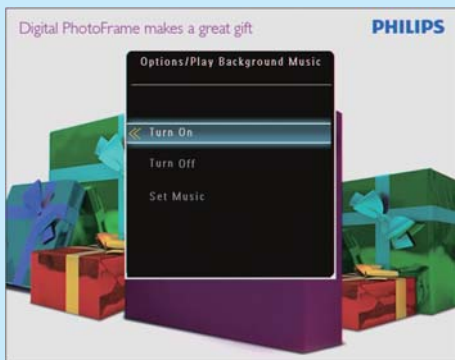 Digital PhotoFrame makes a great gift
PHILIPS
Options/Play Background Music
Turn On
Turn Off
Set Music